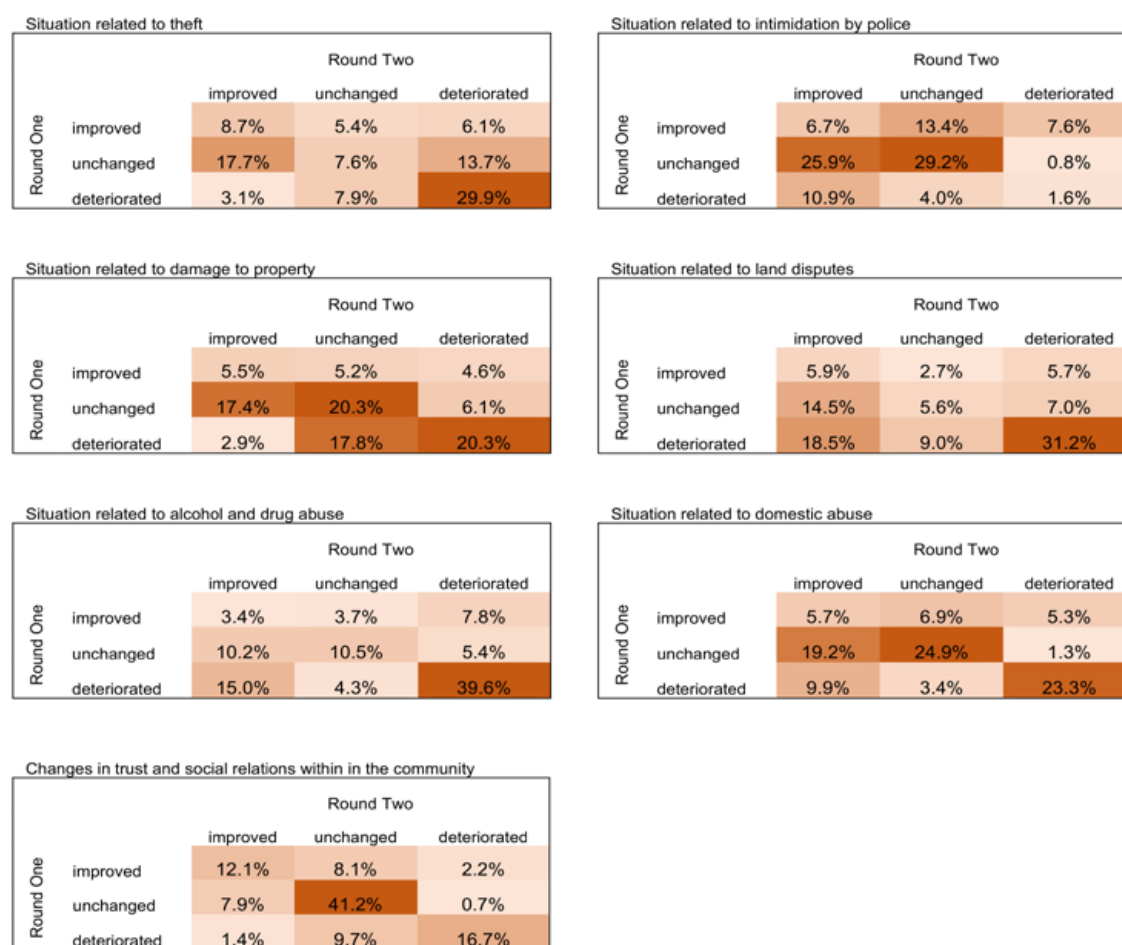 Situation related to theft
Round Two
improved unchanged deteriorated
Round One
improved 8.7% 5.4% 6.1%
unchanged 17.7% 7.6% 13.7%
deteriorated 3.1% 7.9% 29.9%
Situation related to intimidation by police
Round Two
improved unchanged deteriorated
Round One
improved 6.7% 13.4% 7.6%
unchanged 25.9% 29.2% 0.8%
deteriorated 10.9% 4.0% 1.6%
Situation related to damage to property
Round Two
improved unchanged deteriorated
Round One
improved 5.5% 5.2% 4.6%
unchanged 17.4% 20.3% 6.1%
deteriorated 2.9% 17.8% 20.3%
Situation related to land disputes
Round Two
improved unchanged deteriorated
Round One
improved 5.9% 2.7% 5.7%
unchanged 14.5% 5.6% 7.0%
deteriorated 18.5% 9.0% 31.2%
Situation related to alcohol and drug abuse
Round Two
improved unchanged deteriorated
Round One
improved 3.4% 3.7% 7.8%
unchanged 10.2% 10.5% 5.4%
deteriorated 15.0% 4.3% 39.6%
Situation related to domestic abuse
Round Two
improved unchanged deteriorated
Round One
improved 5.7% 6.9% 5.3%
unchanged 19.2% 24.9% 1.3%
deteriorated 9.9% 3.4% 23.3%
Changes in trust and social relations within in the community
Round Two
improved unchanged deteriorated
Round One
improved 12.1% 8.1% 2.2%
unchanged 7.9% 41.2% 0.7%
deteriorated 1.4% 9.7% 16.7%